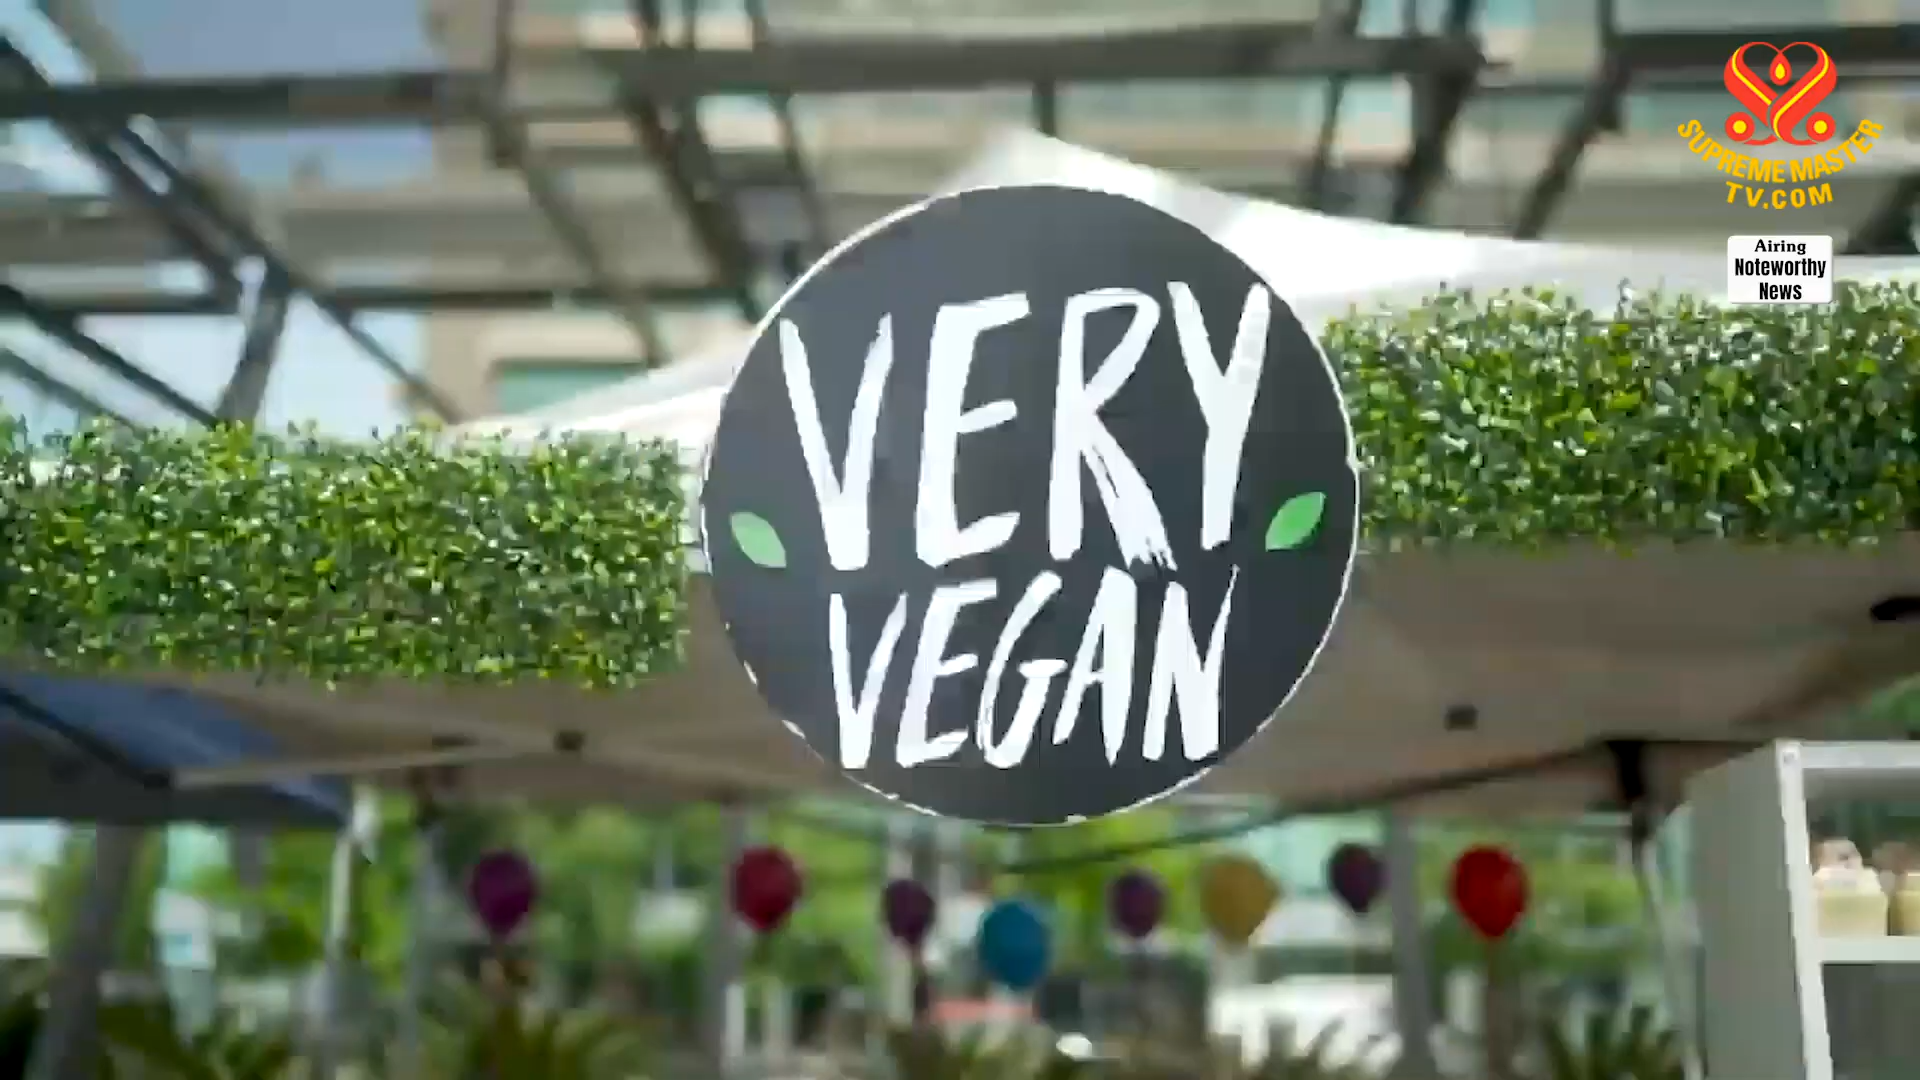 SUPREME MASTER
TV.COM
Airing
Noteworthy
News
VERY
VEGAN